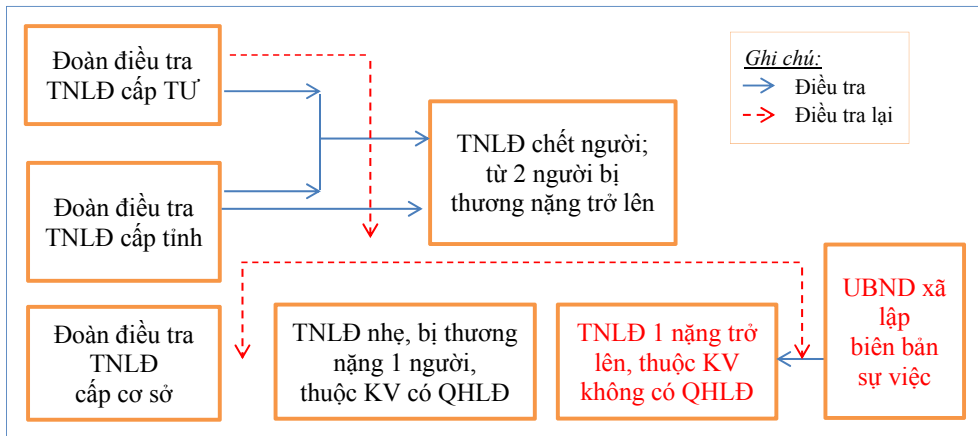 Đoàn điều tra
TNLĐ cấp TƯ
Ghi chú:
Điều tra
Điều tra lại
TNLĐ chết người;
từ 2 người bị
thương nặng trở lên
Đoàn điều tra
TNLĐ cấp tỉnh
UBND xã
lập
biên bản
sự việc
Đoàn điều tra
TNLĐ
cấp cơ sở
TNLĐ nhẹ, bị thương
nặng 1 người,
thuộc KV có QHLĐ
TNLĐ 1 nặng trở
lên, thuộc KV
không có QHLĐ